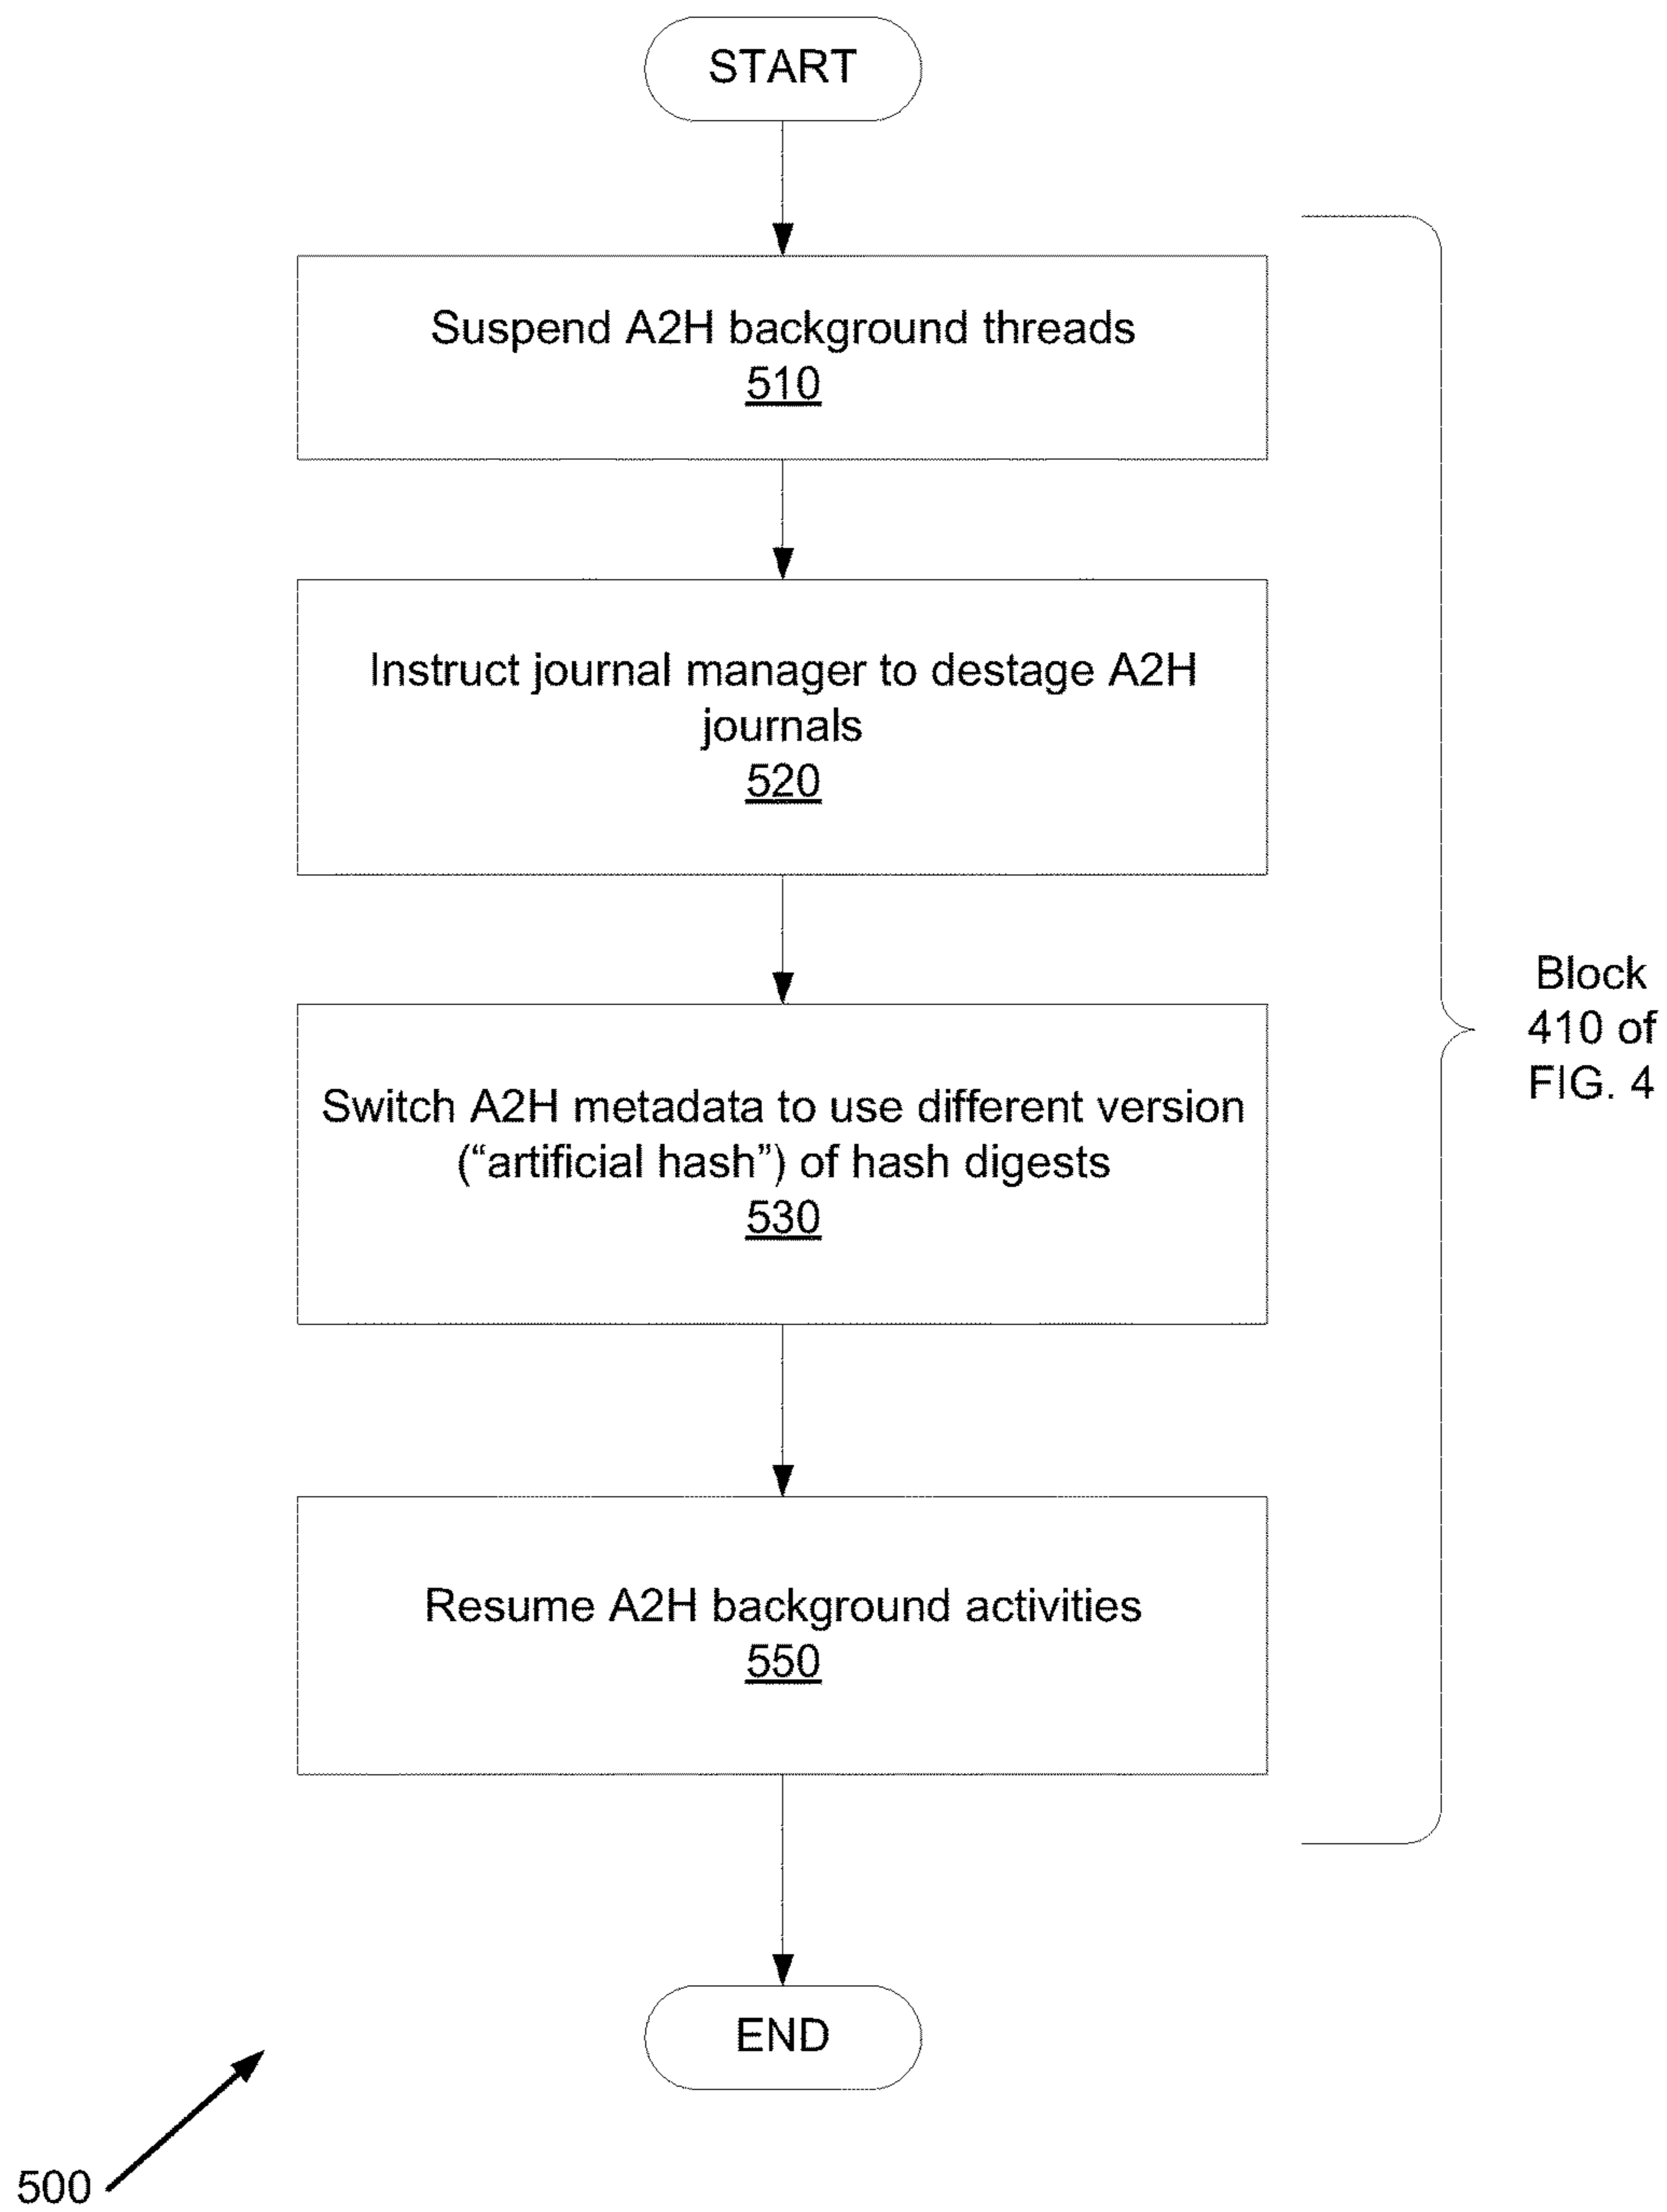 START
Suspend A2H background threads
510
Instruct journal manager to destage A2H
journals
520
Switch A2H metadata to use different version
(“artificial hash”) of hash digests
530
Resume A2H background activities
550
END
Block
410 of
FIG. 4
500